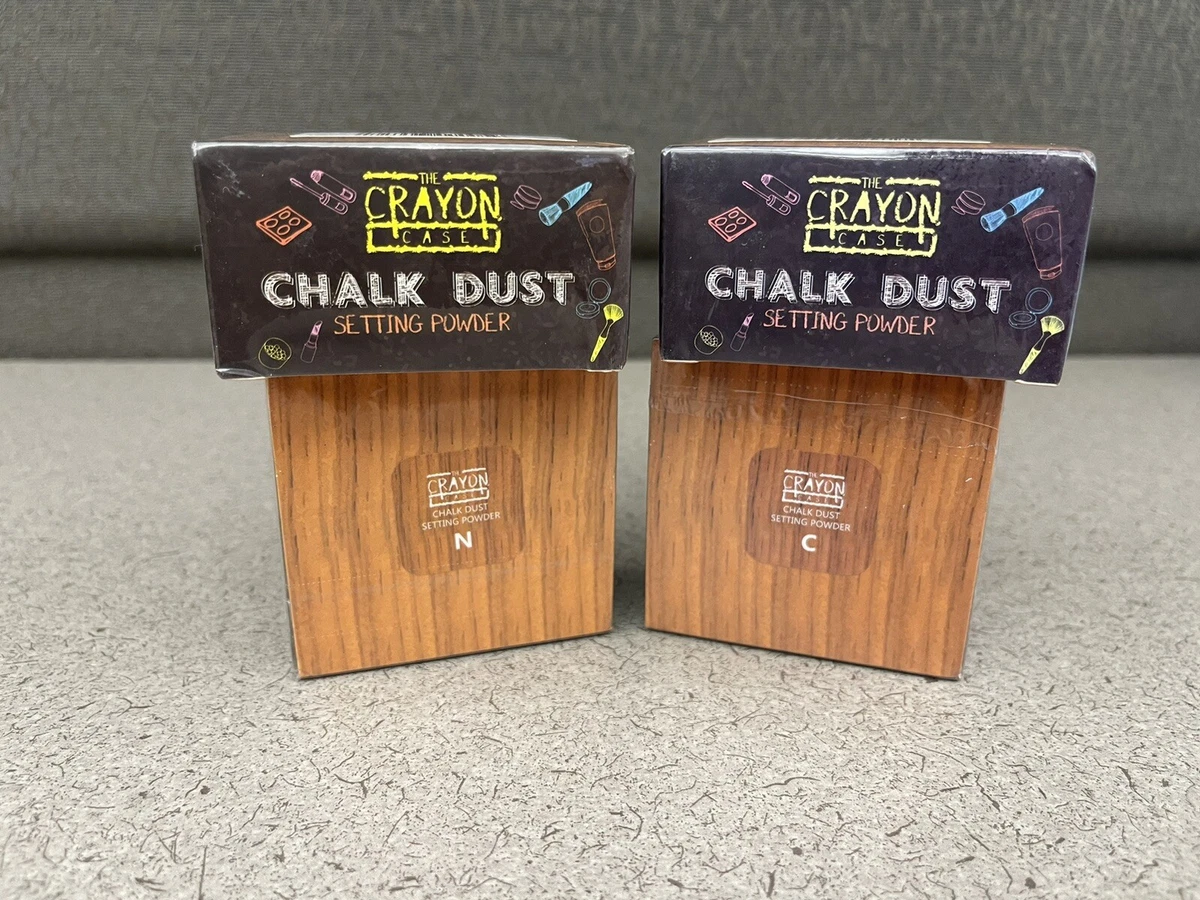 THE
CRAYON
CASE
CHALK DUST
SETTING POWDER
THE
CRAYON
CASE
CHALK DUST
SETTING POWDER
THE
CRAYON
CASE
CHALK DUST
SETTING POWDER
N
THE
CRAYON
CASE
CHALK DUST
SETTING POWDER
C